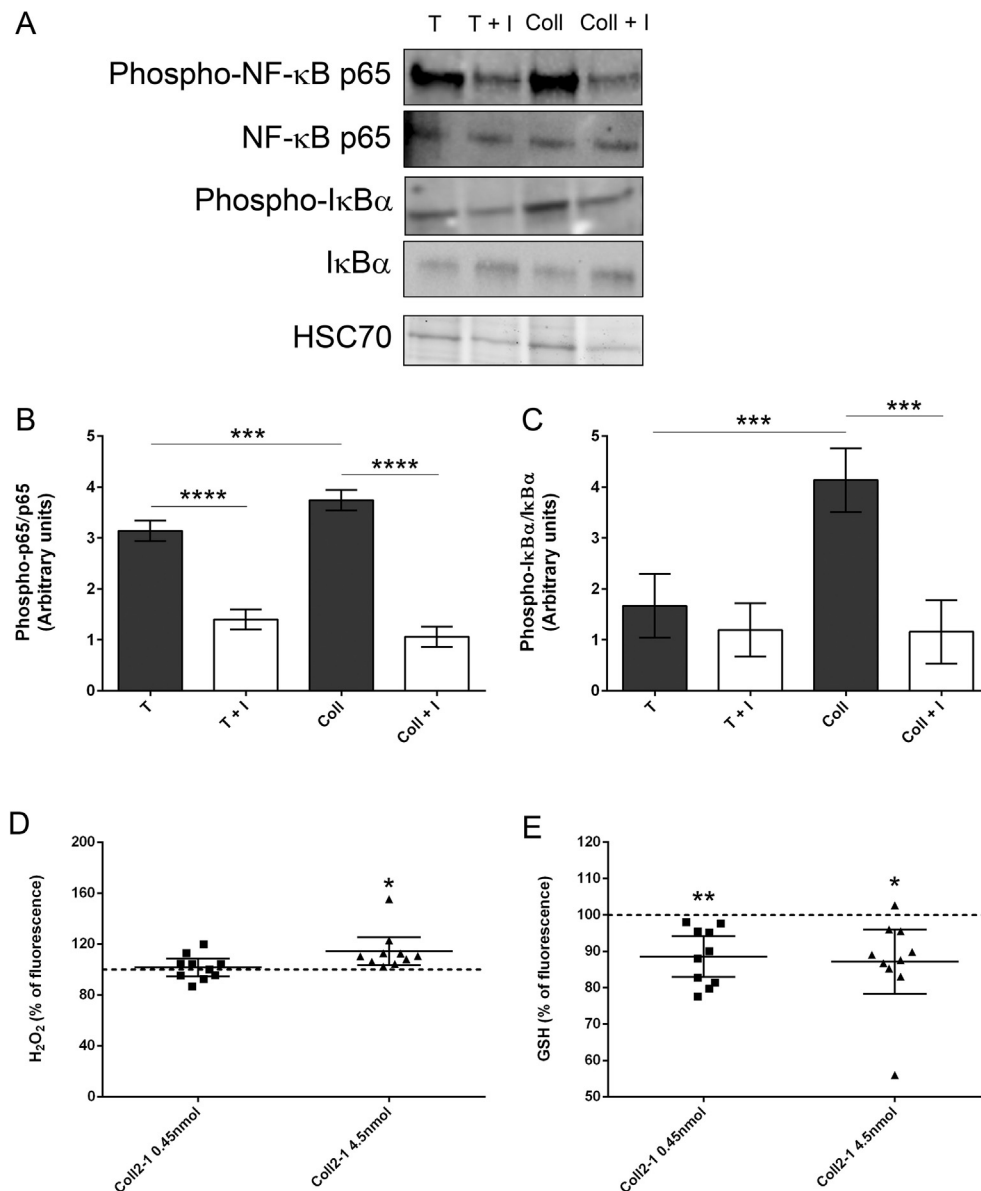 A
T T + I Coll Coll + I
Phospho-NF-κB p65
NF-κB p65
Phospho-IκBα
IκBα
HSC70
B
Phospho-p65/p65
(Arbitrary units)
5
4
3
2
1
0
***
****
****
T
T + I
Coll
Coll + I
C
Phospho-IκBα/IκBα
(Arbitrary units)
5
4
3
2
1
0
***
***
T
T + I
Coll
Coll + I
D
H₂O₂ (% of fluorescence)
200
160
120
100
80
40
0
*
Coll2-1 0.45nmol
Coll2-1 4.5nmol
E
GSH (% of fluorescence)
120
110
100
90
80
70
60
50
**
*
Coll2-1 0.45nmol
Coll2-1 4.5nmol